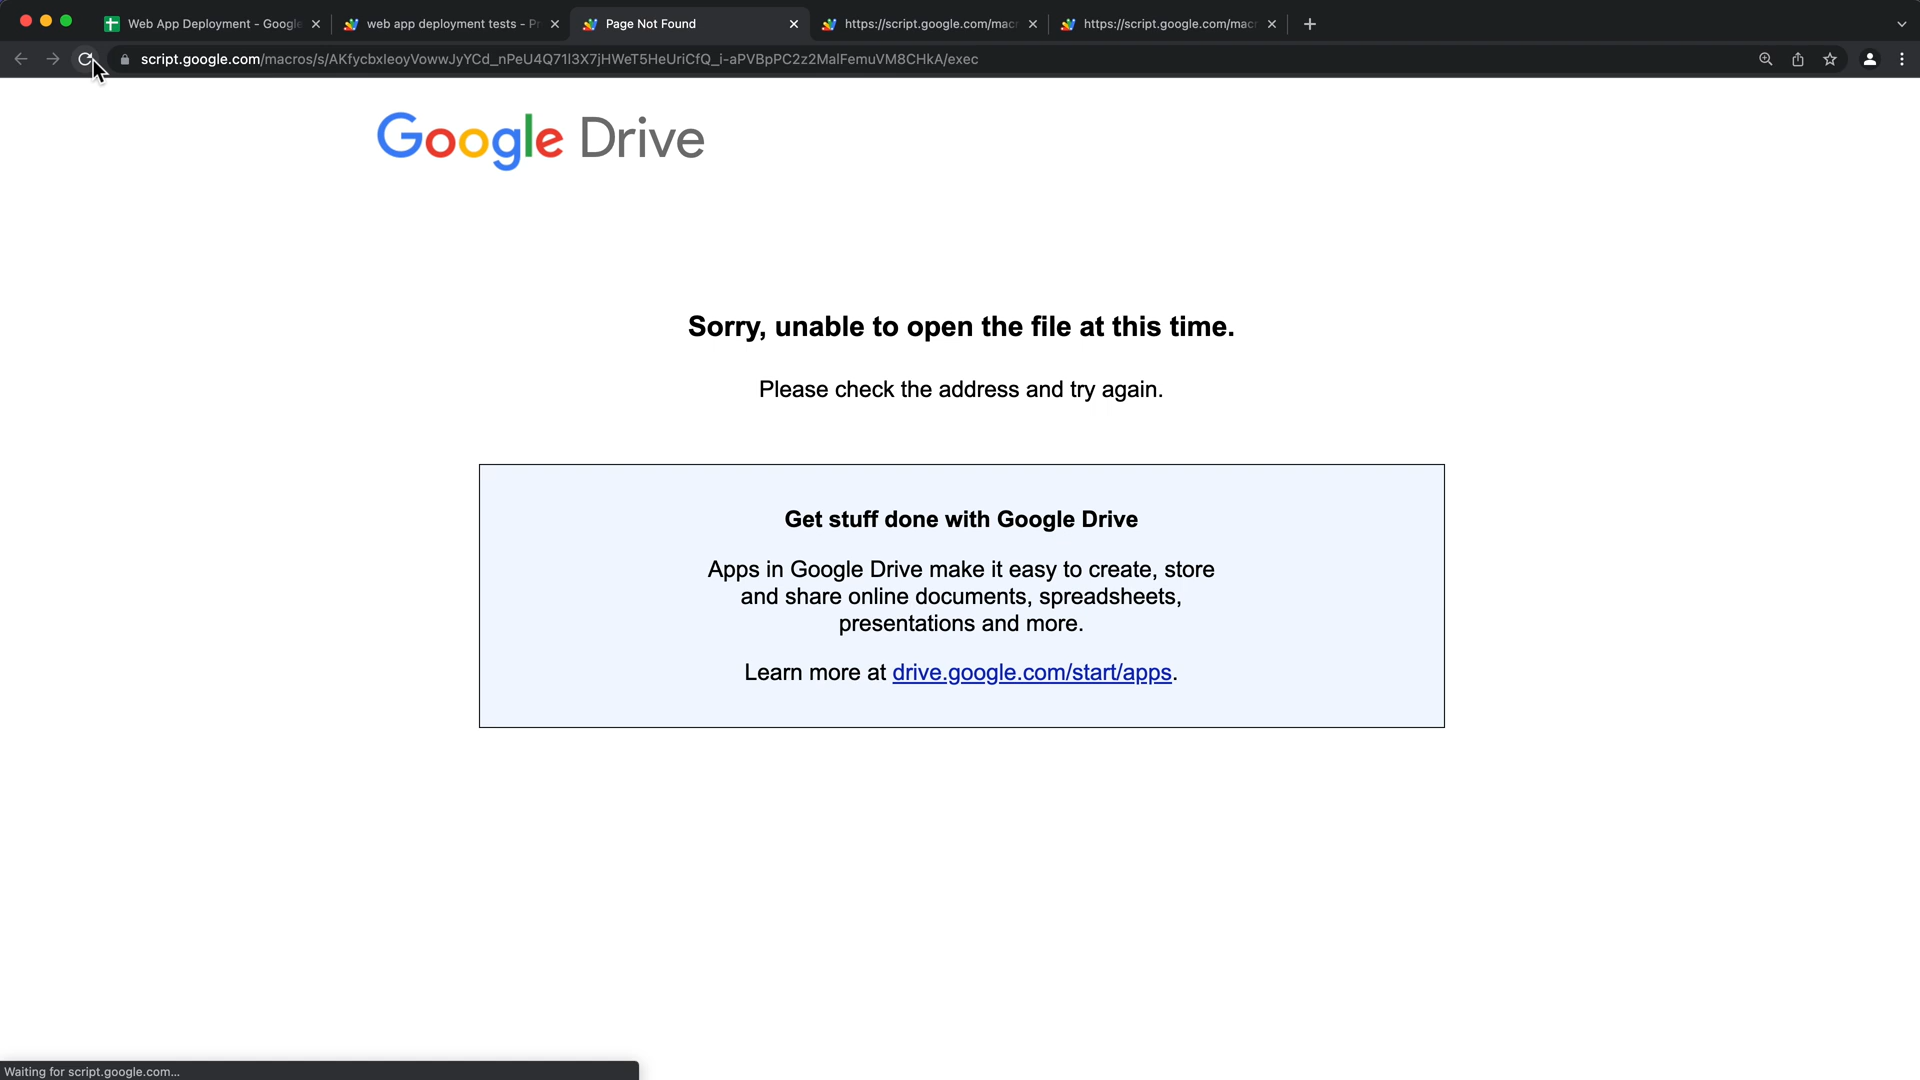 Web App Deployment - Google
web app deployment tests - Pr
Page Not Found
https://script.google.com/macr
https://script.google.com/macr
script.google.com/macros/s/AKfycbxleoyVowwJyYCd_nPeU4Q71I3X7jHWeT5HeUriCfQ_i-aPVBpPC2z2MalFemuVM8CHkA/exec
Google Drive
Sorry, unable to open the file at this time.
Please check the address and try again.
Get stuff done with Google Drive
Apps in Google Drive make it easy to create, store
and share online documents, spreadsheets,
presentations and more.
Learn more at drive.google.com/start/apps.
Waiting for script.google.com...